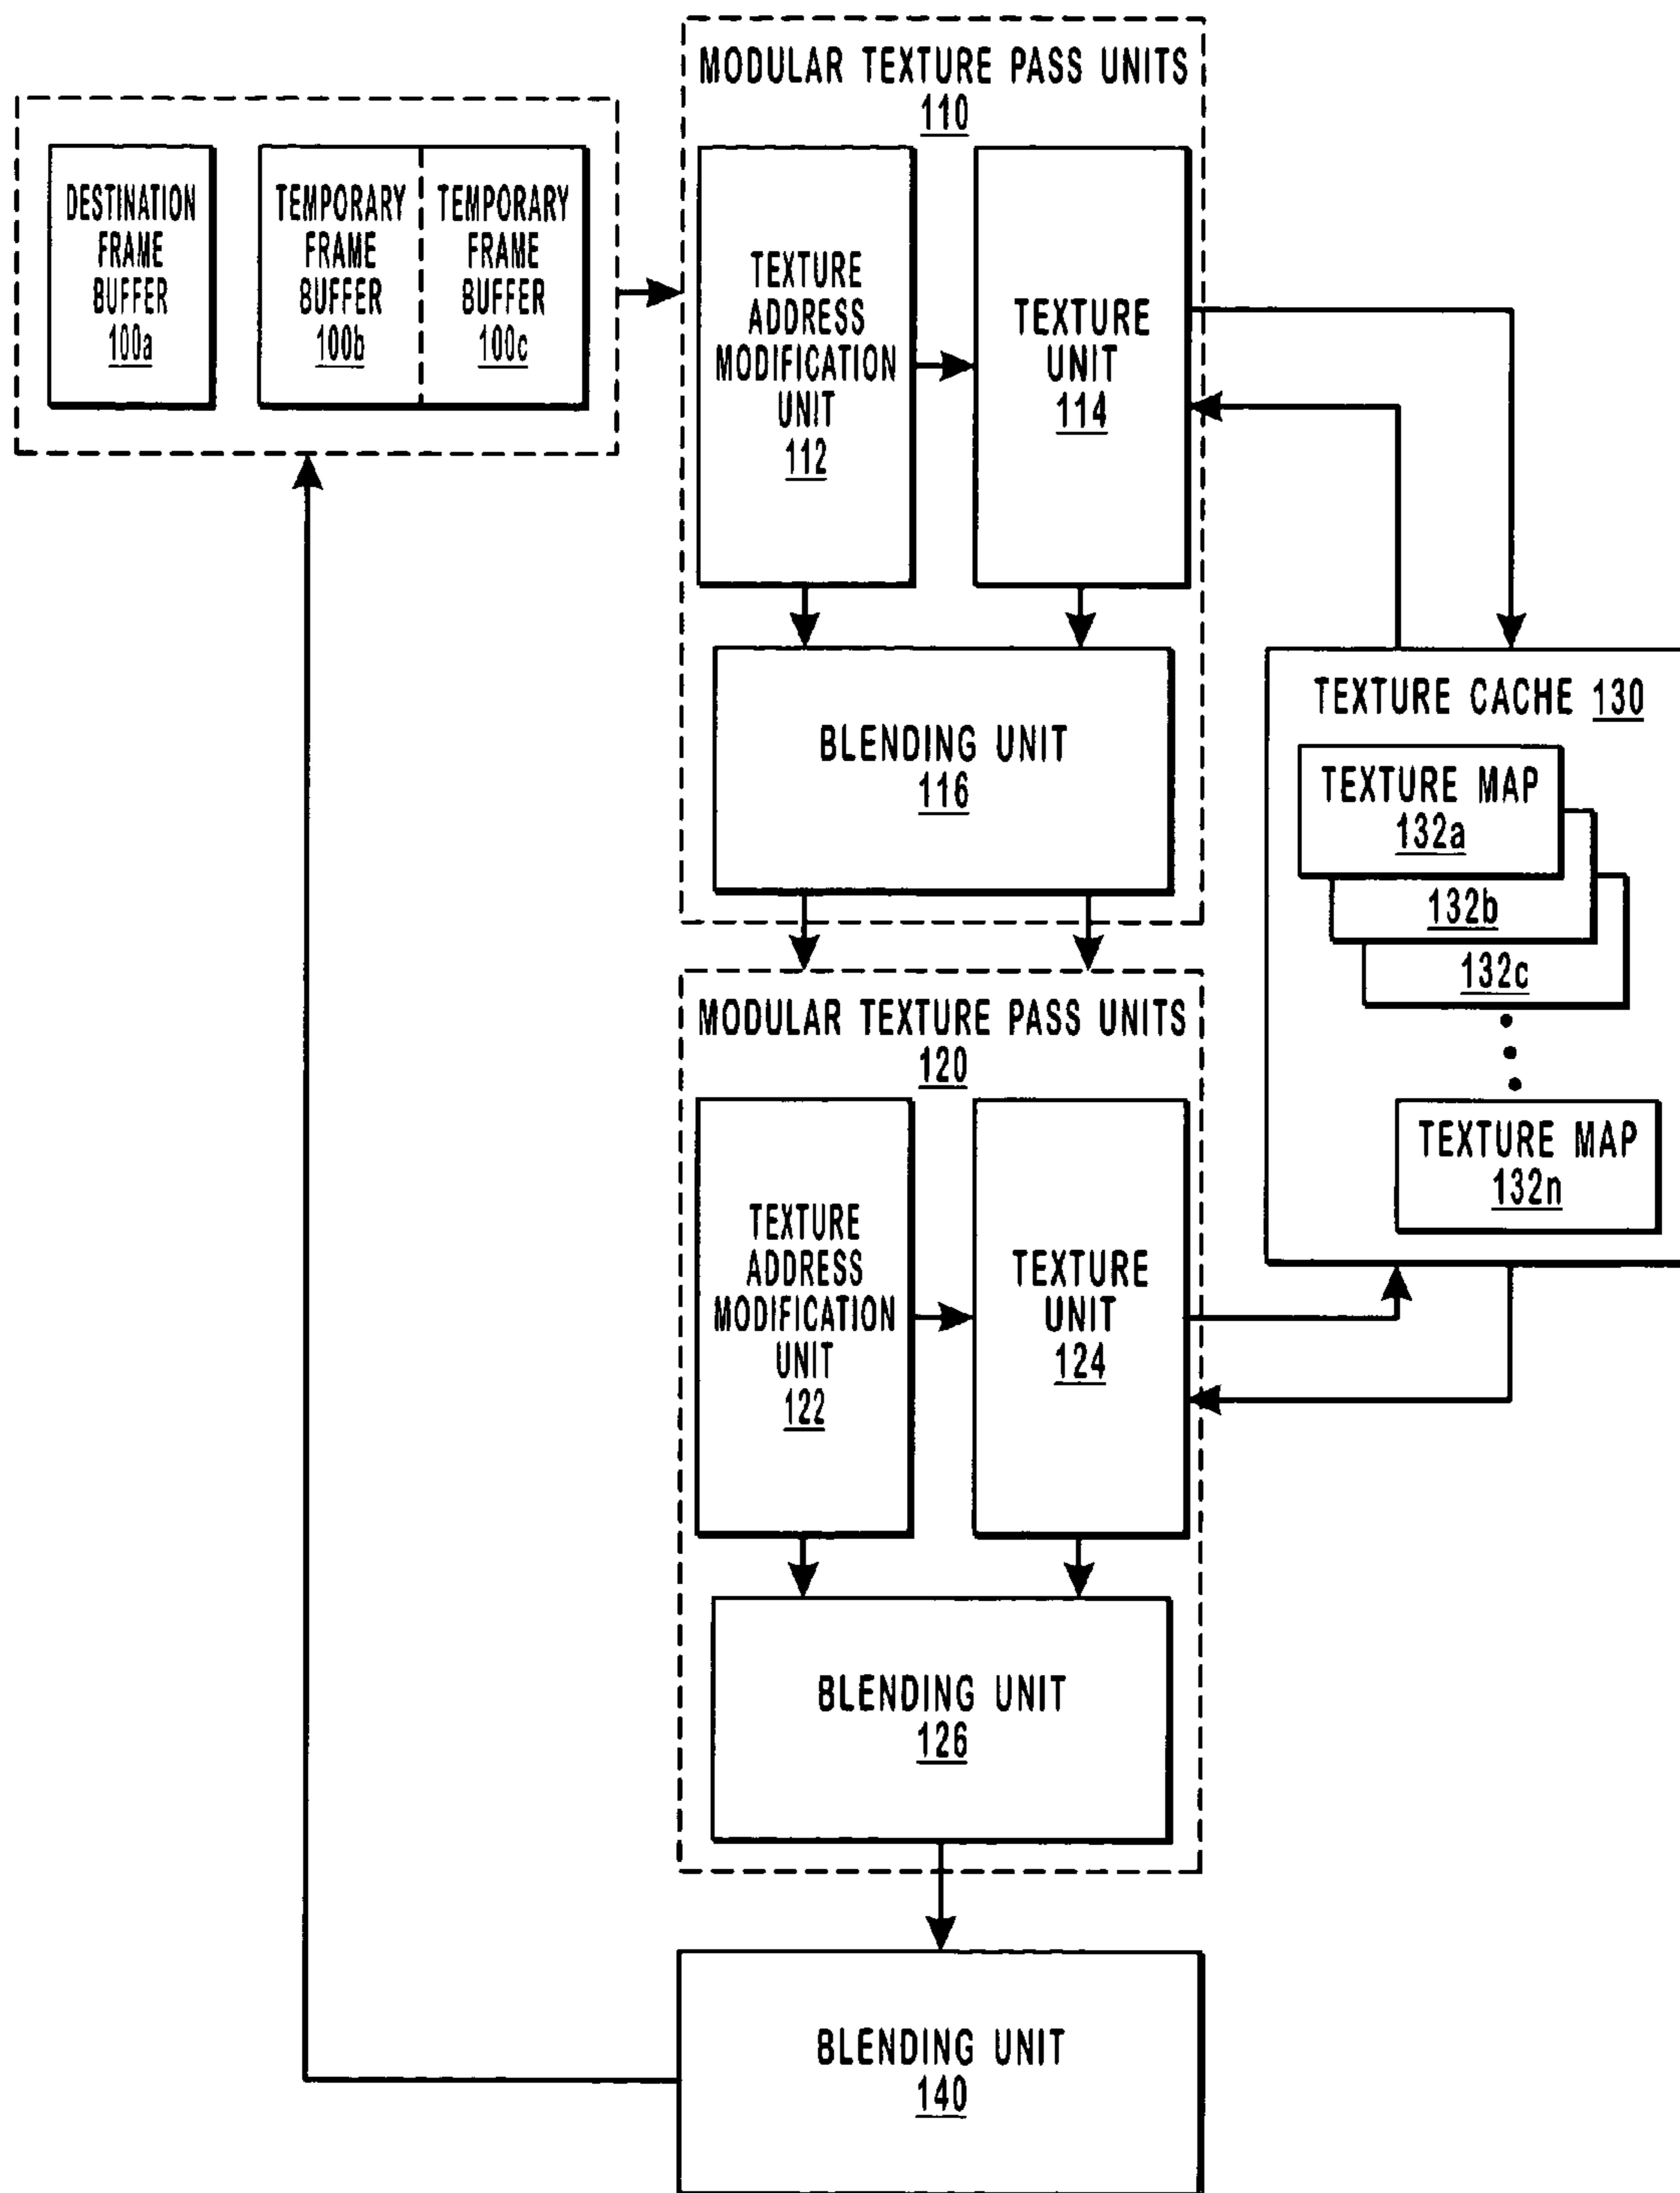 MODULAR TEXTURE PASS UNITS
110
DESTINATION
FRAME
BUFFER
100a
TEMPORARY
FRAME
BUFFER
100b
TEMPORARY
FRAME
BUFFER
100c
TEXTURE
ADDRESS
MODIFICATION
UNIT
112
TEXTURE
UNIT
114
BLENDING UNIT
116
TEXTURE CACHE 130
TEXTURE MAP
132a
132b
132c
TEXTURE MAP
132n
MODULAR TEXTURE PASS UNITS
120
TEXTURE
ADDRESS
MODIFICATION
UNIT
122
TEXTURE
UNIT
124
BLENDING UNIT
126
BLENDING UNIT
140